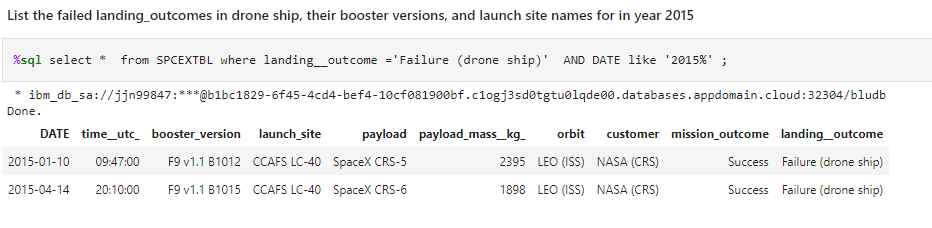 List the failed landing_outcomes in drone ship, their booster versions, and launch site names for in year 2015
%sql select *  from SPCEXTBL where landing__outcome ='Failure (drone ship)'  AND DATE like '2015%' ;
* ibm_db_sa://jjn99847:***@b1bc1829-6f45-4cd4-bef4-10cf081900bf.c1ogj3sd0tgtu0lqde00.databases.appdomain.cloud:32304/bludb
Done.
DATE time__utc_ booster_version launch_site payload payload_mass__kg_ orbit customer mission_outcome landing__outcome
2015-01-10 09:47:00 F9 v1.1 B1012 CCAFS LC-40 SpaceX CRS-5 2395 LEO (ISS) NASA (CRS) Success Failure (drone ship)
2015-04-14 20:10:00 F9 v1.1 B1015 CCAFS LC-40 SpaceX CRS-6 1898 LEO (ISS) NASA (CRS) Success Failure (drone ship)